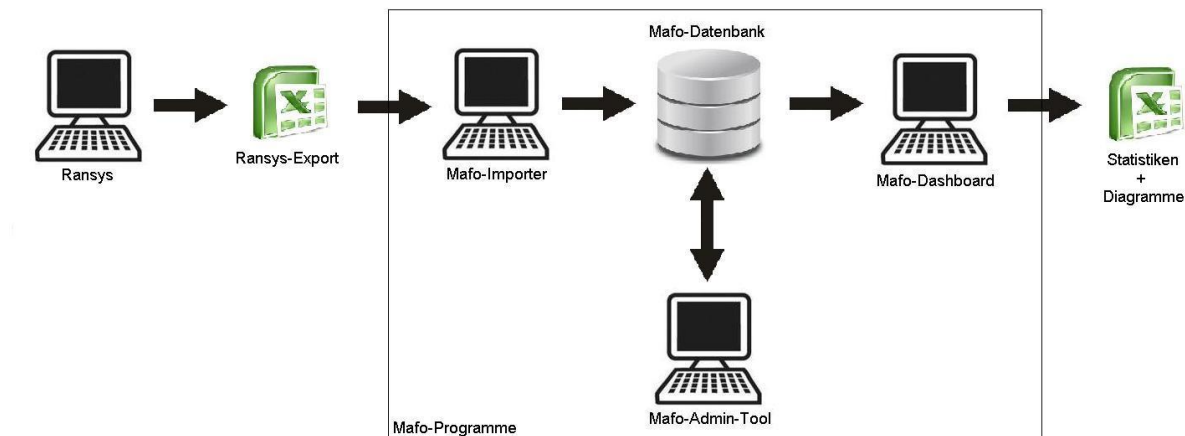 Mafo-Datenbank
Ransys
Ransys-Export
Mafo-Importer
Mafo-Dashboard
Statistiken
+
Diagramme
Mafo-Admin-Tool
Mafo-Programme